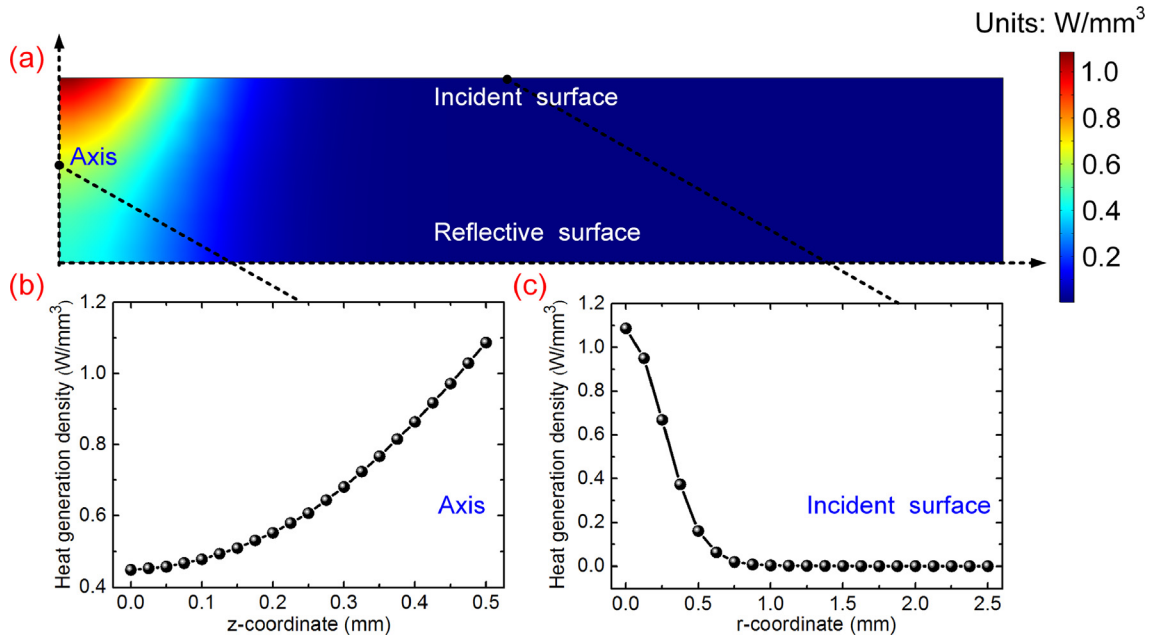 Units: W/mm³
(a)
Incident surface
1.0
0.8
Axis
0.6
0.4
Reflective surface
0.2
(b)
(c)
Heat generation density (W/mm³)
1.2
1.0
0.8
0.6
0.4
Axis
0.0 0.1 0.2 0.3 0.4 0.5
z-coordinate (mm)
Heat generation density (W/mm³)
1.2
1.0
0.8
0.6
0.4
0.2
0.0
Incident surface
0.0 0.5 1.0 1.5 2.0 2.5
r-coordinate (mm)